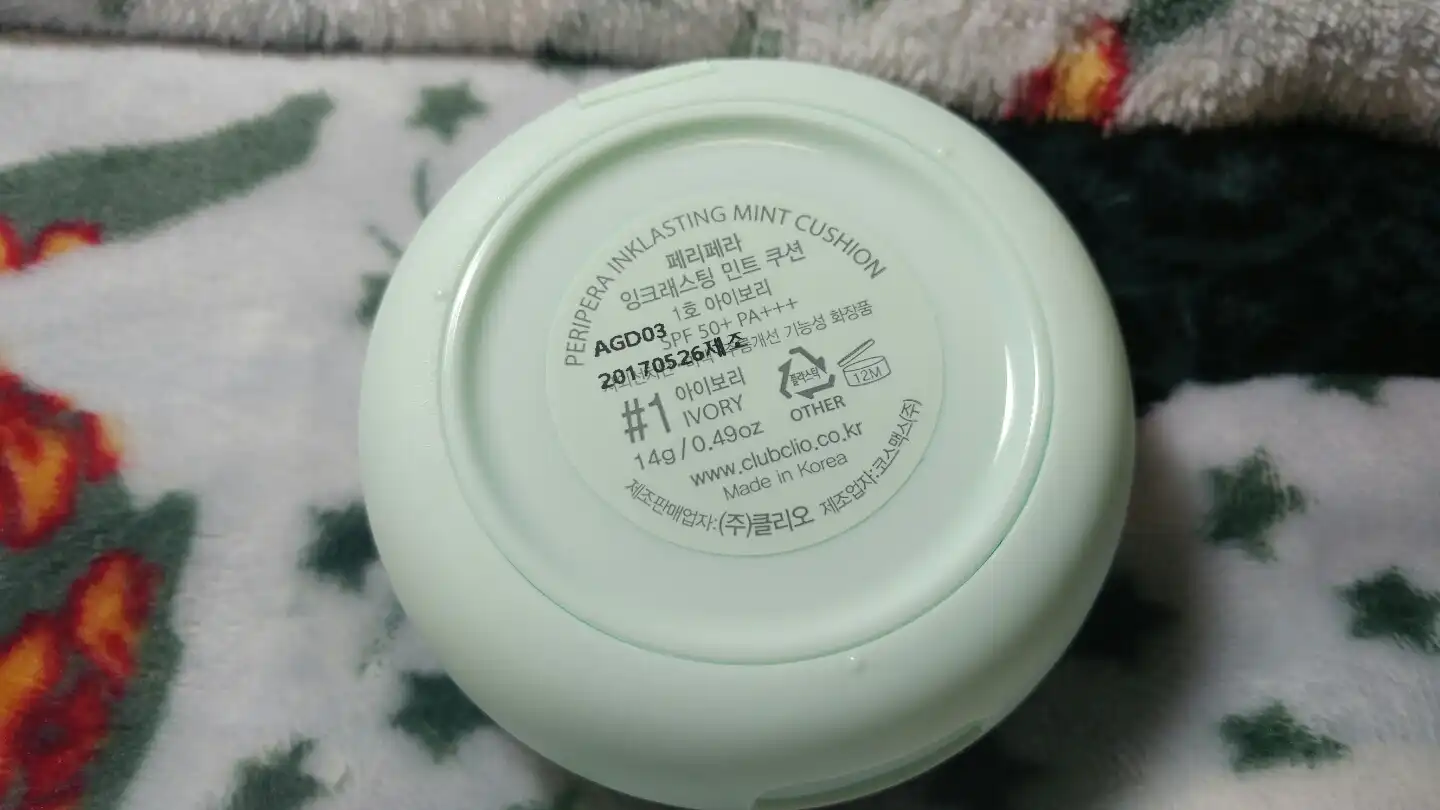 PERIPERA INKLASTING MINT CUSHION
페리페라
잉크래스팅 민트 쿠션
1호 아이보리
SPF 50+ PA+++
기능성 화장품
AGD03
20170526제조
#1 아이보리
IVORY
14g / 0.49oz
플라스틱
OTHER
12M
www.clubclio.co.kr
Made in Korea
제조판매업자:(주)클리오 제조업자:코스맥스(주)